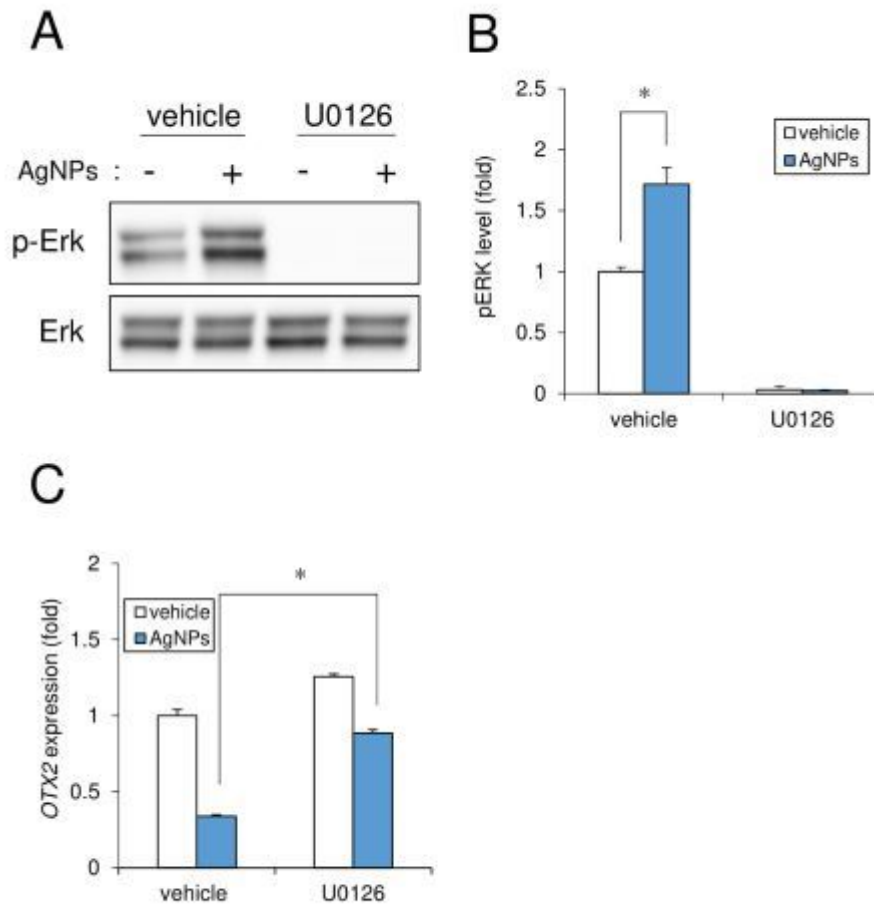 A
vehicle U0126
AgNPs : - + - +
p-Erk
Erk
B
pERK level (fold)
2.5
2
1.5
1
0.5
0
*
vehicle
AgNPs
vehicle U0126
C
OTX2 expression (fold)
2
1.5
1
0.5
0
*
vehicle
AgNPs
vehicle U0126